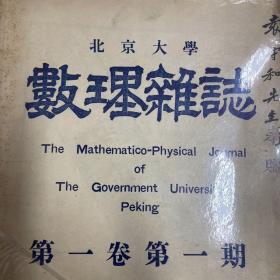 北京大學
數理雜誌
The Mathematico-Physical Journal
of
The Government Universi
Peking
第一卷第一期